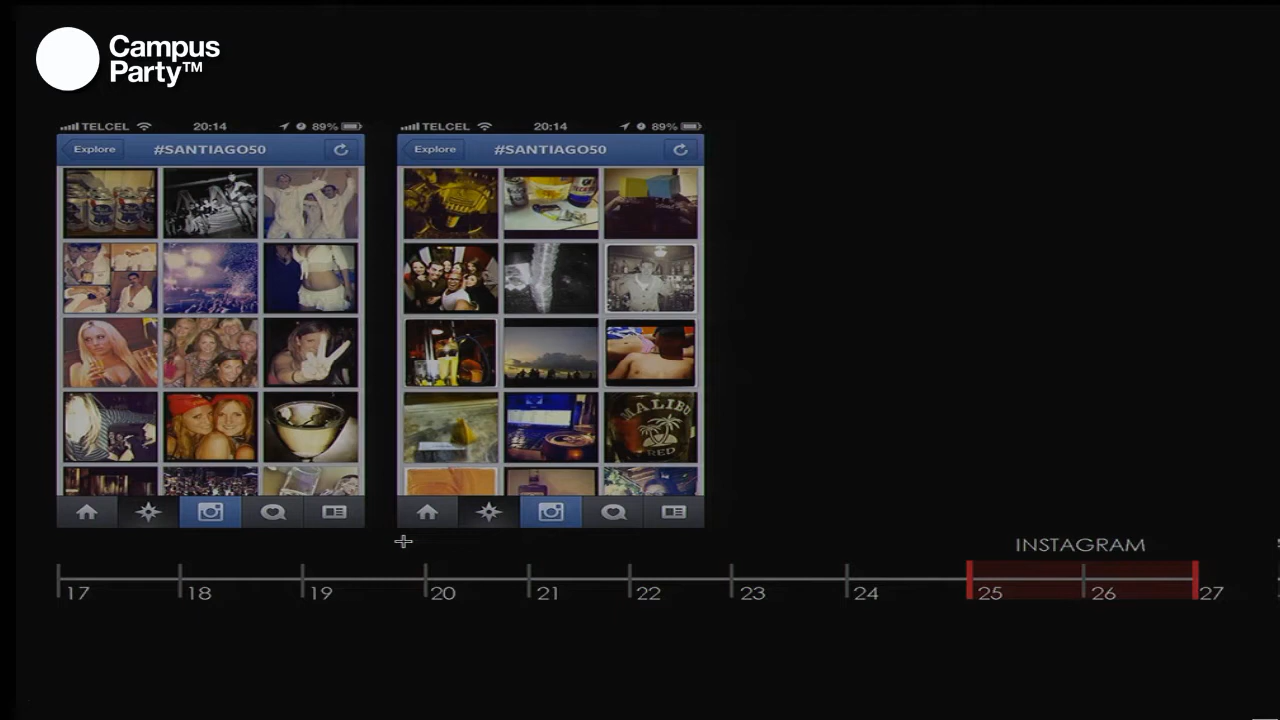 Campus
Party™
TELCEL 20:14 89%
Explore #SANTIAGO50
TELCEL 20:14 89%
Explore #SANTIAGO50
MALIBU
RED
INSTAGRAM
17 18 19 20 21 22 23 24 25 26 27